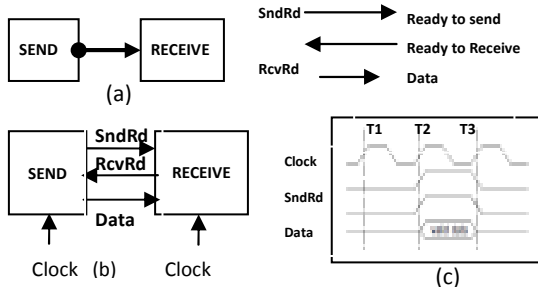 SEND
RECEIVE
(a)
SndRd
Ready to send
Ready to Receive
RcvRd
Data
SndRd
RcvRd
SEND
RECEIVE
Data
Clock (b) Clock
T1 T2 T3
Clock
SndRd
Data
(c)